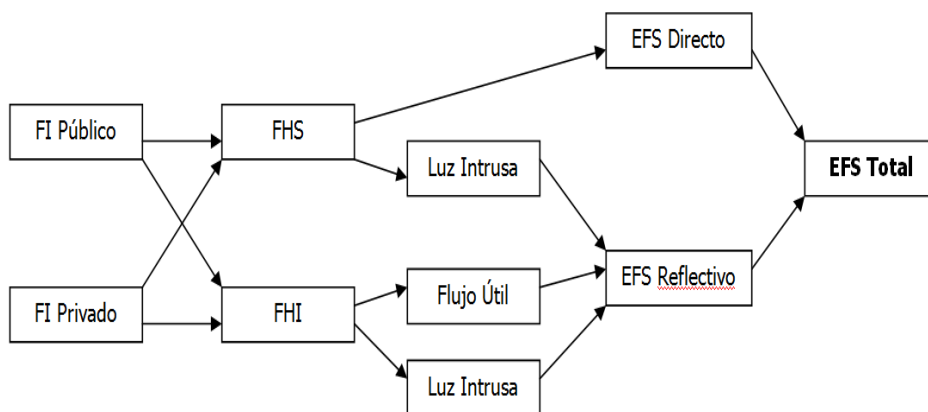 EFS Directo
FI Público
FHS
Luz Intrusa
EFS Total
EFS Reflectivo
Flujo Útil
FI Privado
FHI
Luz Intrusa